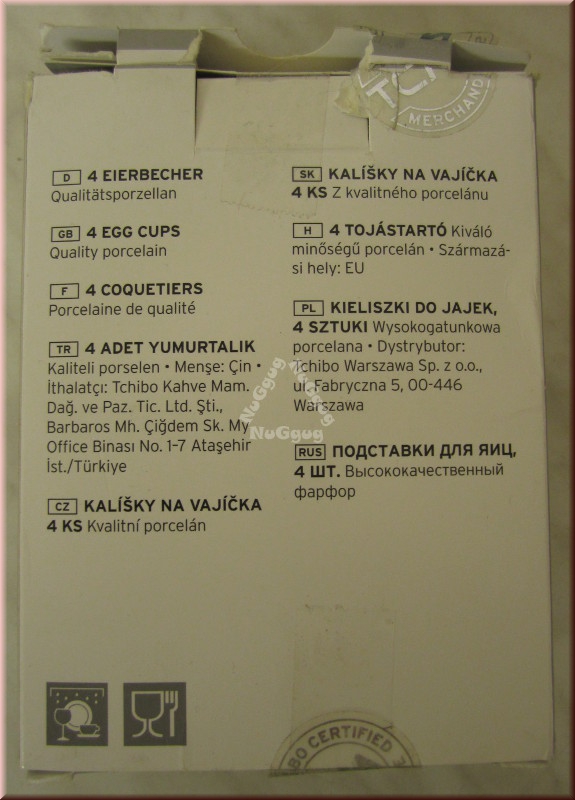 MERCHAND
D 4 EIERBECHER
Qualitätsporzellan
GB 4 EGG CUPS
Quality porcelain
F 4 COQUETIERS
Porcelaine de qualité
TR 4 ADET YUMURTALIK
Kaliteli porselen • Menşe: Çin •
İthalatçı: Tchibo Kahve Mam.
Dağ. ve Paz. Tic. Ltd. Şti.,
Barbaros Mh. Çiğdem Sk. My
Office Binası No. 1-7 Ataşehir
İst./Türkiye
CZ KALÍŠKY NA VAJÍČKA
4 KS Kvalitní porcelán
SK KALÍŠKY NA VAJÍČKA
4 KS Z kvalitného porcelánu
H 4 TOJÁSTARTÓ Kiváló
minőségű porcelán • Származá-
si hely: EU
PL KIELISZKI DO JAJEK,
4 SZTUKI Wysokogatunkowa
porcelana • Dystrybutor:
Tchibo Warszawa Sp. z o.o.,
ul. Fabryczna 5, 00-446
Warszawa
RUS ПОДСТАВКИ ДЛЯ ЯИЦ,
4 ШТ. Высококачественный
фарфор
NuGgug
NuGgug
NuGgug
BO CERTIFIED